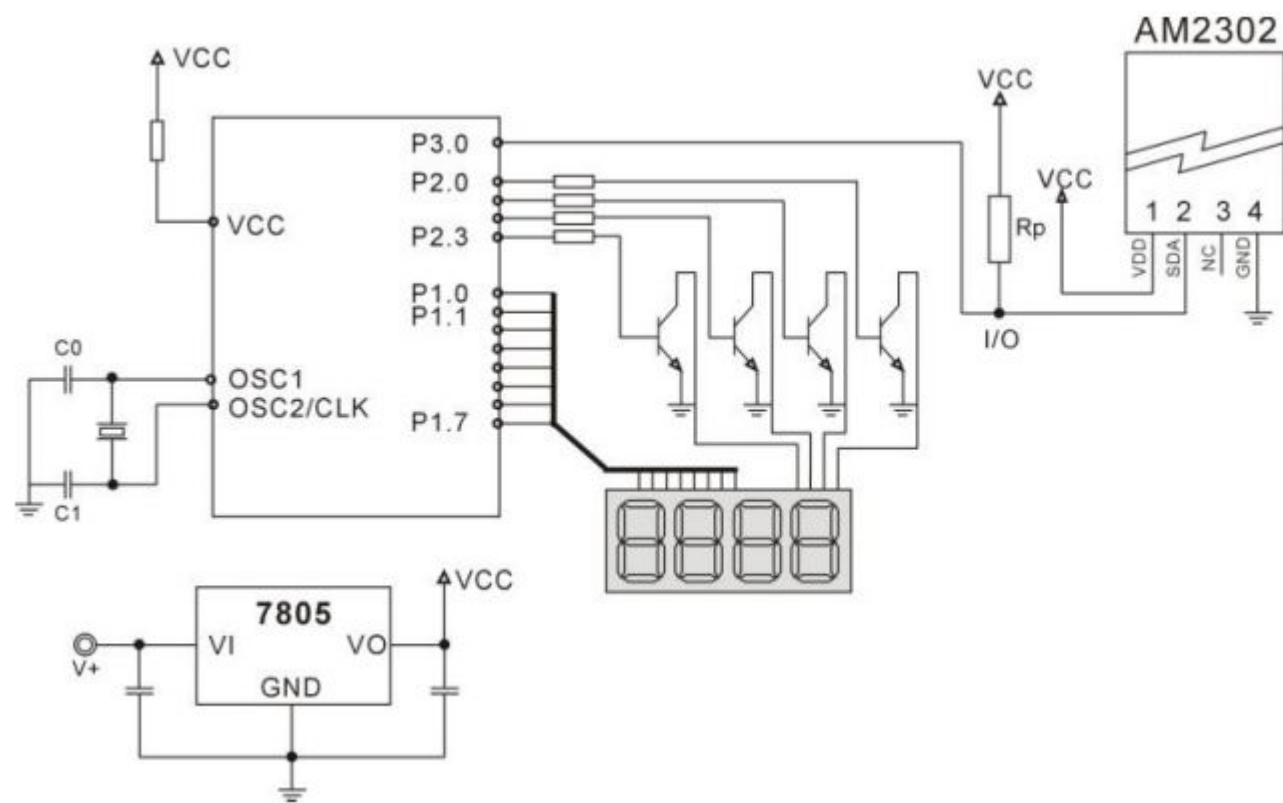 AM2302
VCC
VCC
P3.0
P2.0
VCC
1 2 3 4
VCC
P2.3
Rp
VDD
SDA
NC
GND
P1.0
P1.1
I/O
C0
OSC1
OSC2/CLK
P1.7
C1
VCC
7805
VI
VO
V+
GND